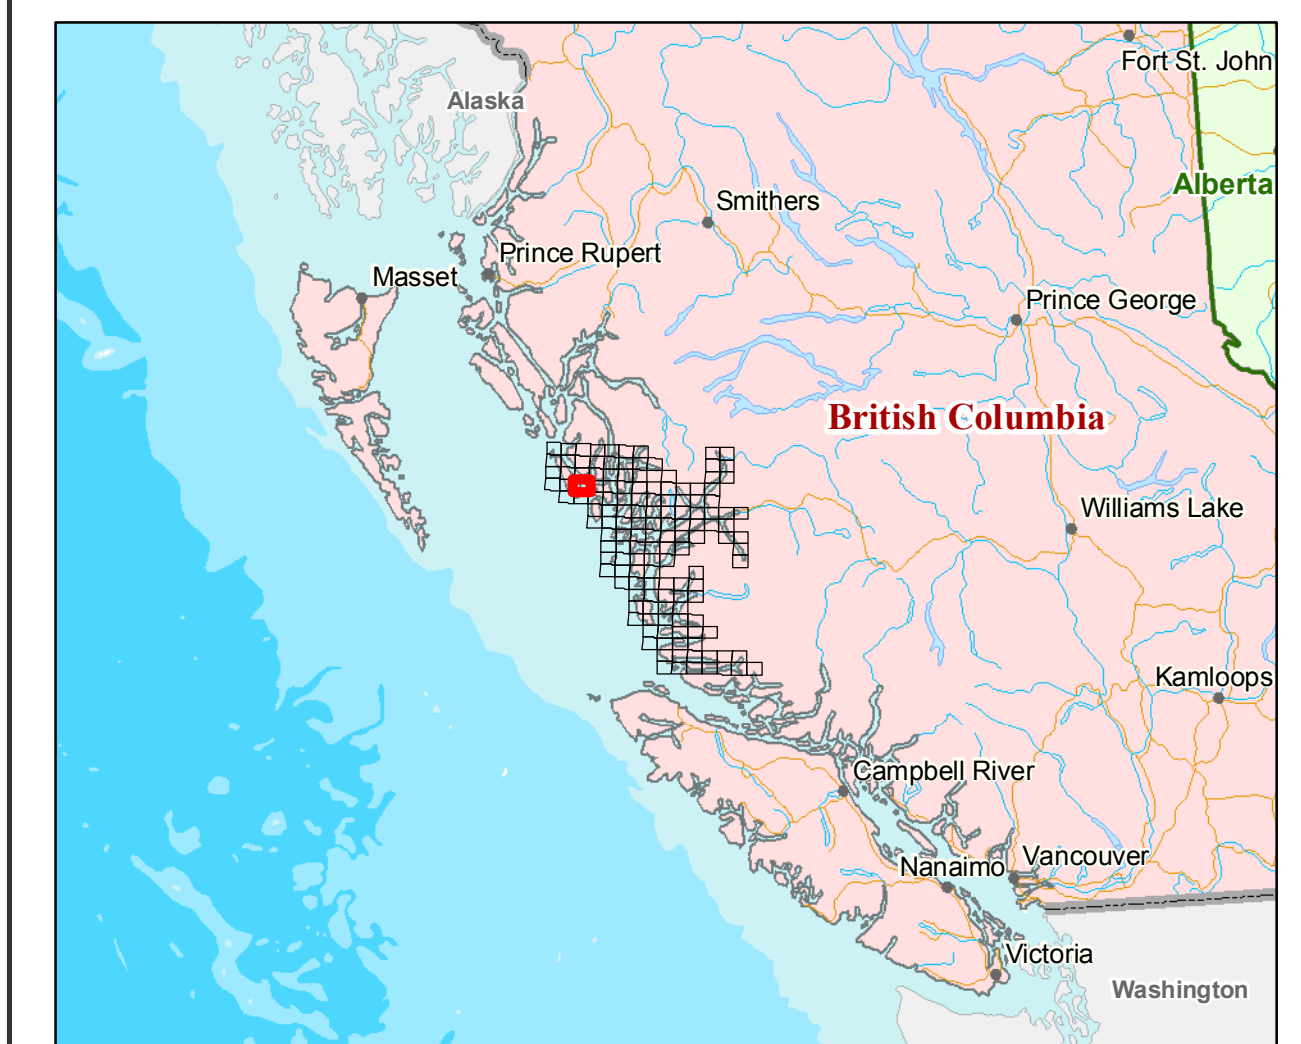 Fort St. John
Alaska
Alberta
Smithers
Prince Rupert
Masset
Prince George
British Columbia
Williams Lake
Kamloops
Campbell River
Vancouver
Nanaimo
Victoria
Washington